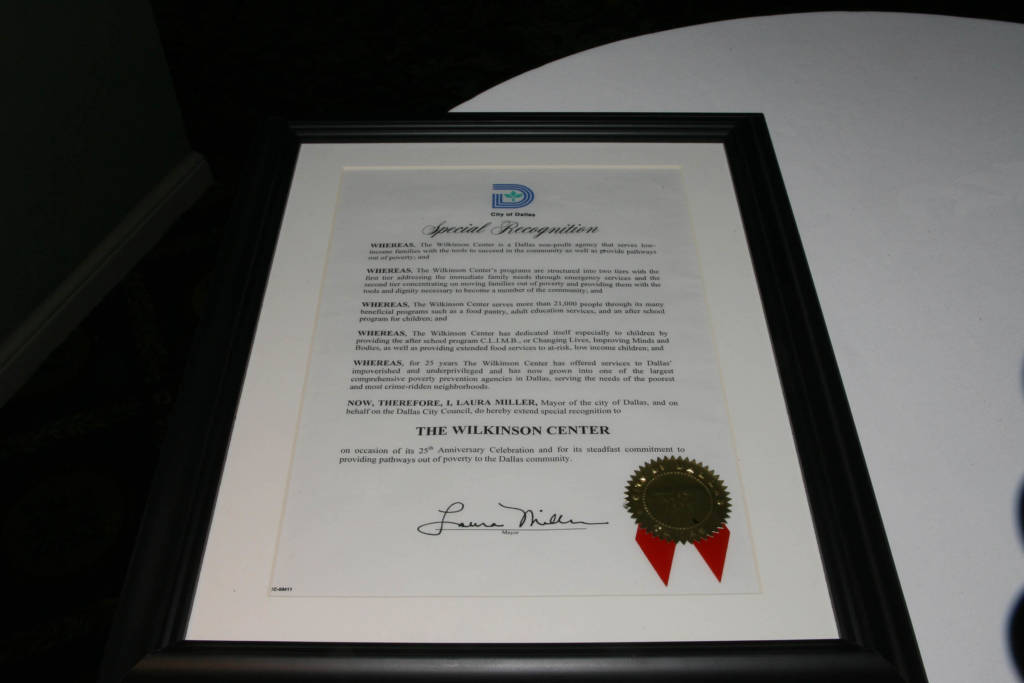 City of Dallas
Special Recognition
WHEREAS, The Wilkinson Center is a Dallas non-profit agency that serves low-
income families with the tools to succeed in the community as well as provide pathways
out of poverty; and
WHEREAS, The Wilkinson Center's programs are structured into two tiers with the
first tier addressing the immediate family needs through emergency services and the
second tier concentrating on moving families out of poverty and providing them with the
tools and dignity necessary to become a member of the community; and
WHEREAS, The Wilkinson Center serves more than 21,000 people through its many
beneficial programs such as a food pantry, adult education services, and an after school
program for children; and
WHEREAS, The Wilkinson Center has dedicated itself especially to children by
providing the after school program C.L.I.M.B., or Changing Lives, Improving Minds and
Bodies, as well as providing extended food services to at-risk, low income children; and
WHEREAS, for 25 years The Wilkinson Center has offered services to Dallas'
impoverished and underprivileged and has now grown into one of the largest
comprehensive poverty prevention agencies in Dallas, serving the needs of the poorest
and most crime-ridden neighborhoods.
NOW, THEREFORE, I, LAURA MILLER, Mayor of the city of Dallas, and on
behalf on the Dallas City Council, do hereby extend special recognition to
THE WILKINSON CENTER
on occasion of its 25th Anniversary Celebration and for its steadfast commitment to
providing pathways out of poverty to the Dallas community.
Laura Miller
Mayor